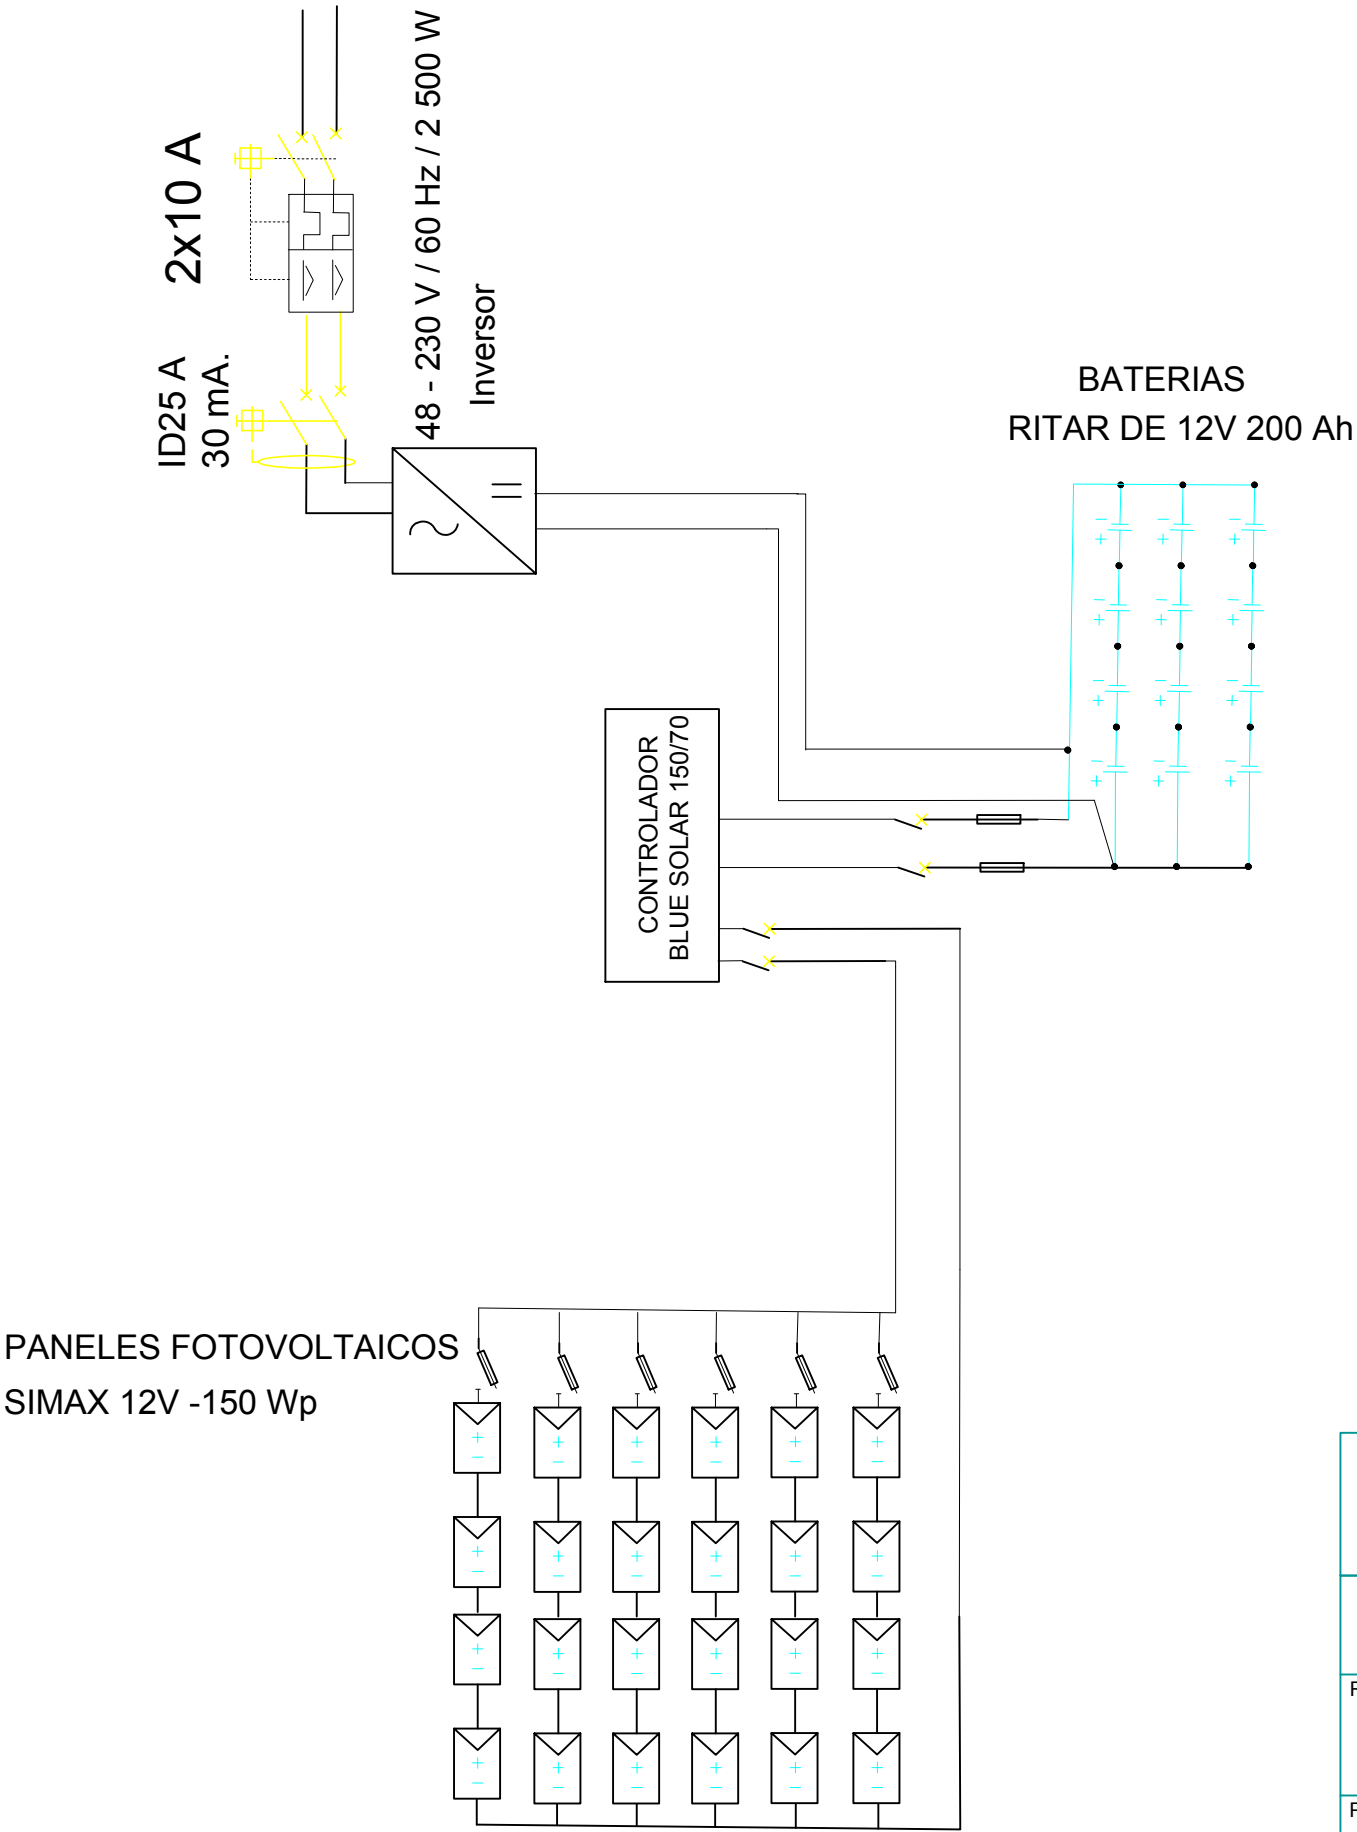 2x10 A
48 - 230 V / 60 Hz / 2 500 W
Inversor
ID25 A
30 mA.
BATERIAS
RITAR DE 12V 200 Ah
CONTROLADOR
BLUE SOLAR 150/70
PANELES FOTOVOLTAICOS
SIMAX 12V -150 Wp